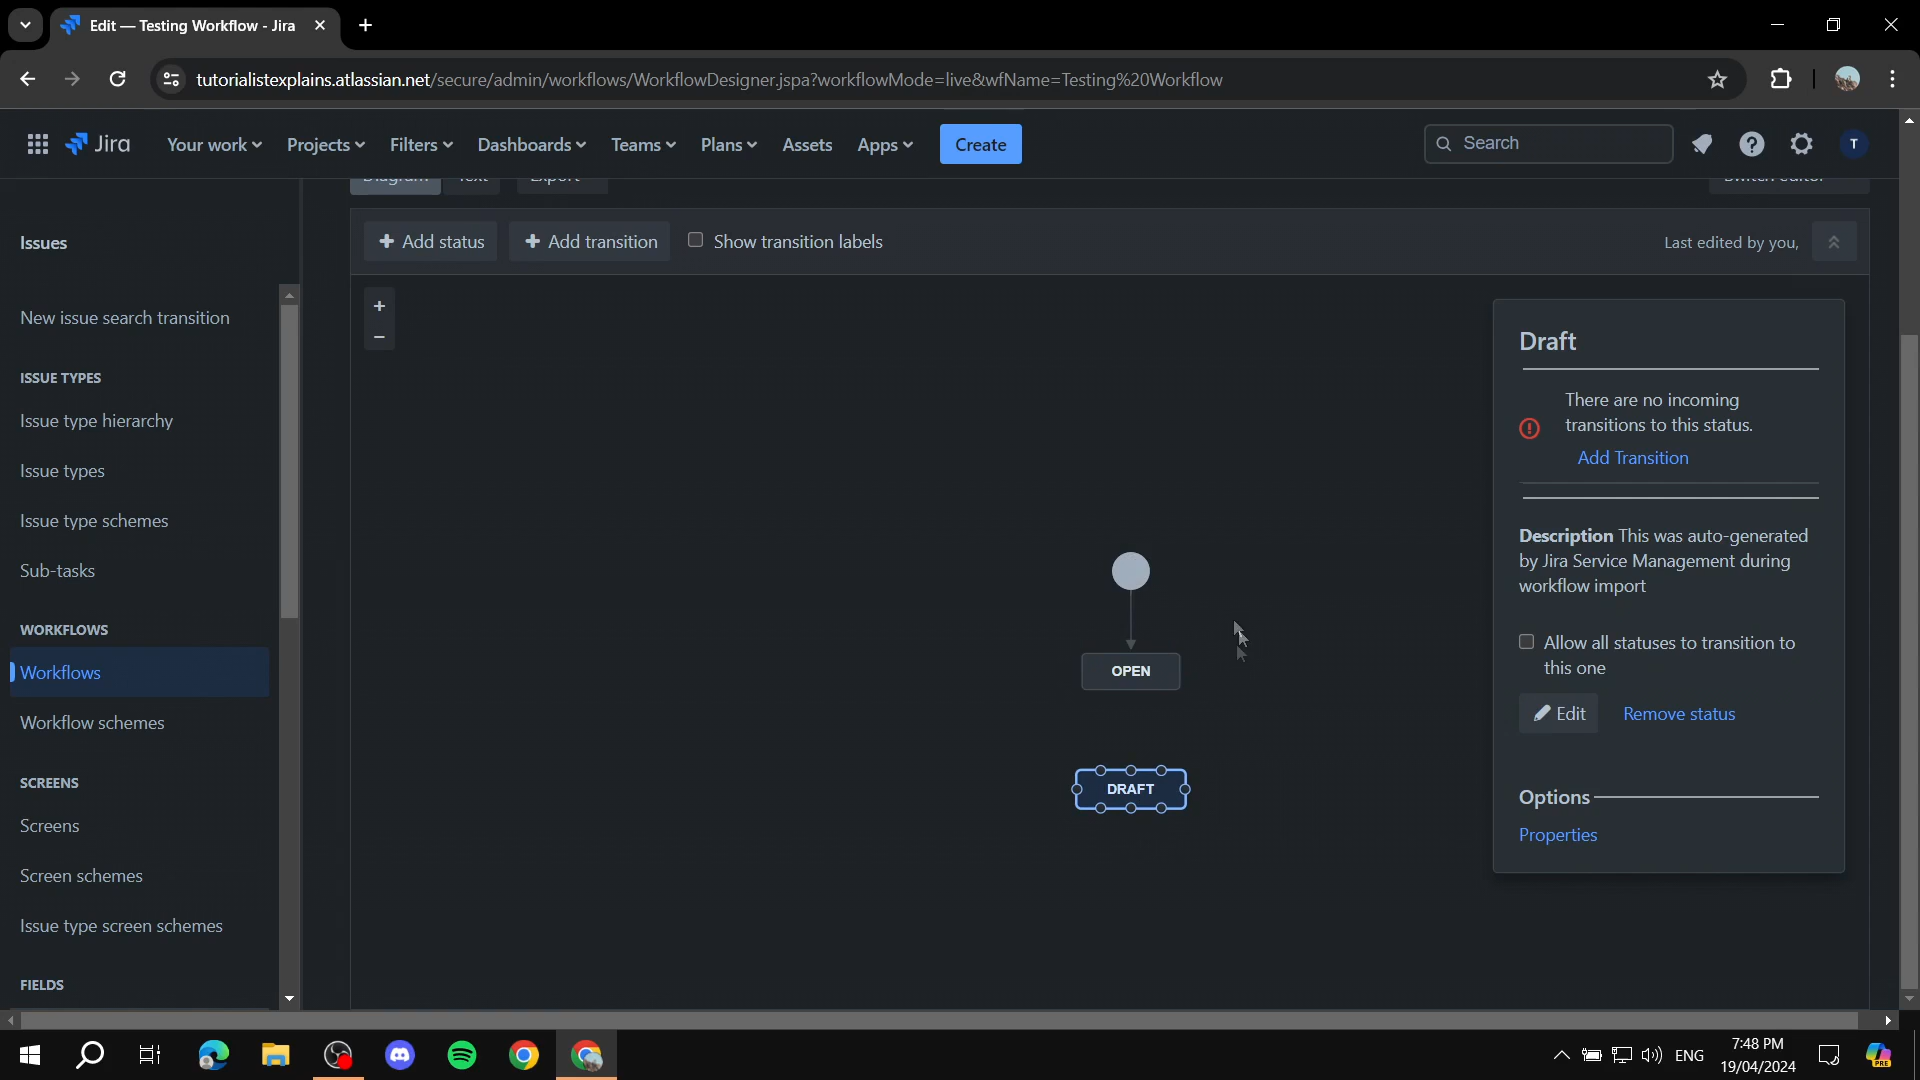 Edit — Testing Workflow - Jira
tutorialistexplains.atlassian.net/secure/admin/workflows/WorkflowDesigner.jspa?workflowMode=live&wfName=Testing%20Workflow
Jira
Your work
Projects
Filters
Dashboards
Teams
Plans
Assets
Apps
Create
Search
T
Diagram
Text
Export
Switch editor
Issues
New issue search transition
ISSUE TYPES
Issue type hierarchy
Issue types
Issue type schemes
Sub-tasks
WORKFLOWS
Workflows
Workflow schemes
SCREENS
Screens
Screen schemes
Issue type screen schemes
FIELDS
+ Add status
+ Add transition
Show transition labels
Last edited by you,
+
−
OPEN
DRAFT
Draft
There are no incoming
transitions to this status.
Add Transition
Description This was auto-generated
by Jira Service Management during
workflow import
Allow all statuses to transition to
this one
Edit
Remove status
Options
Properties
ENG
7:48 PM
19/04/2024
PRE